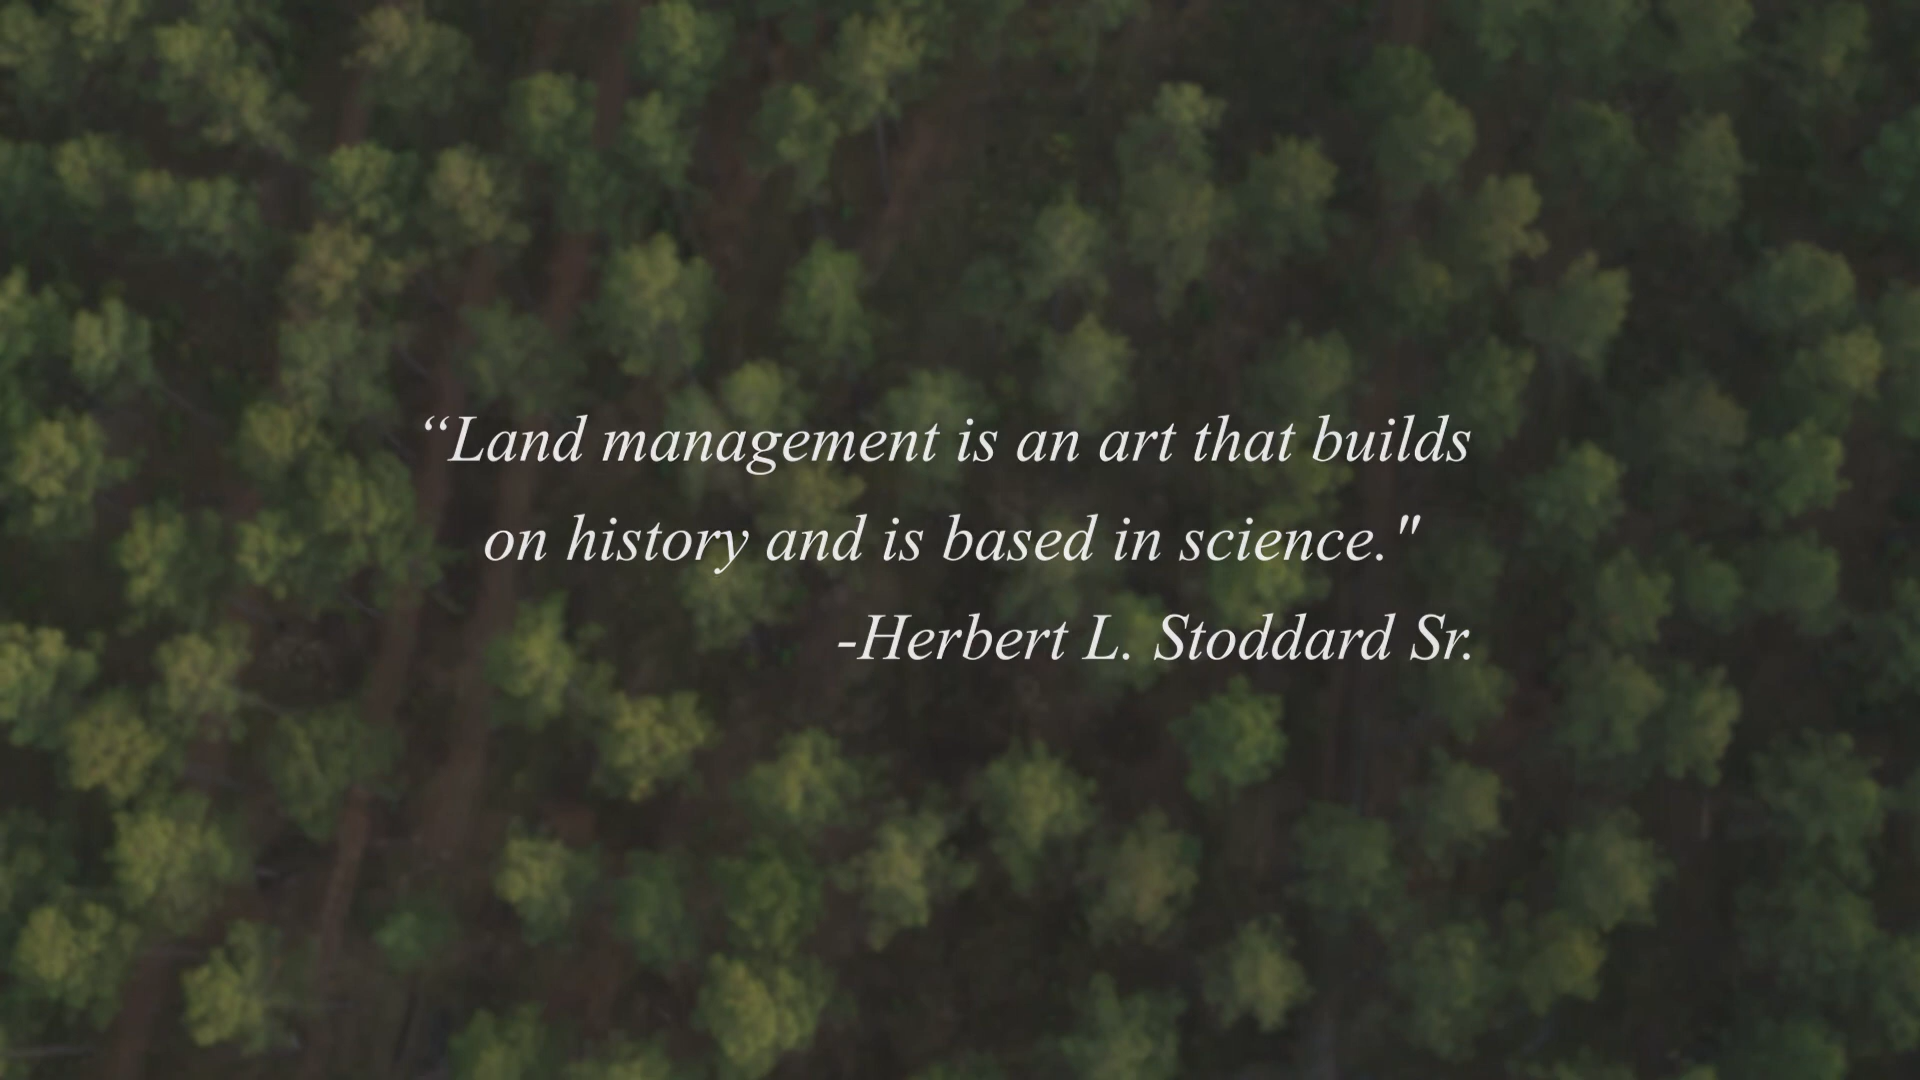 “Land management is an art that builds
on history and is based in science."
-Herbert L. Stoddard Sr.